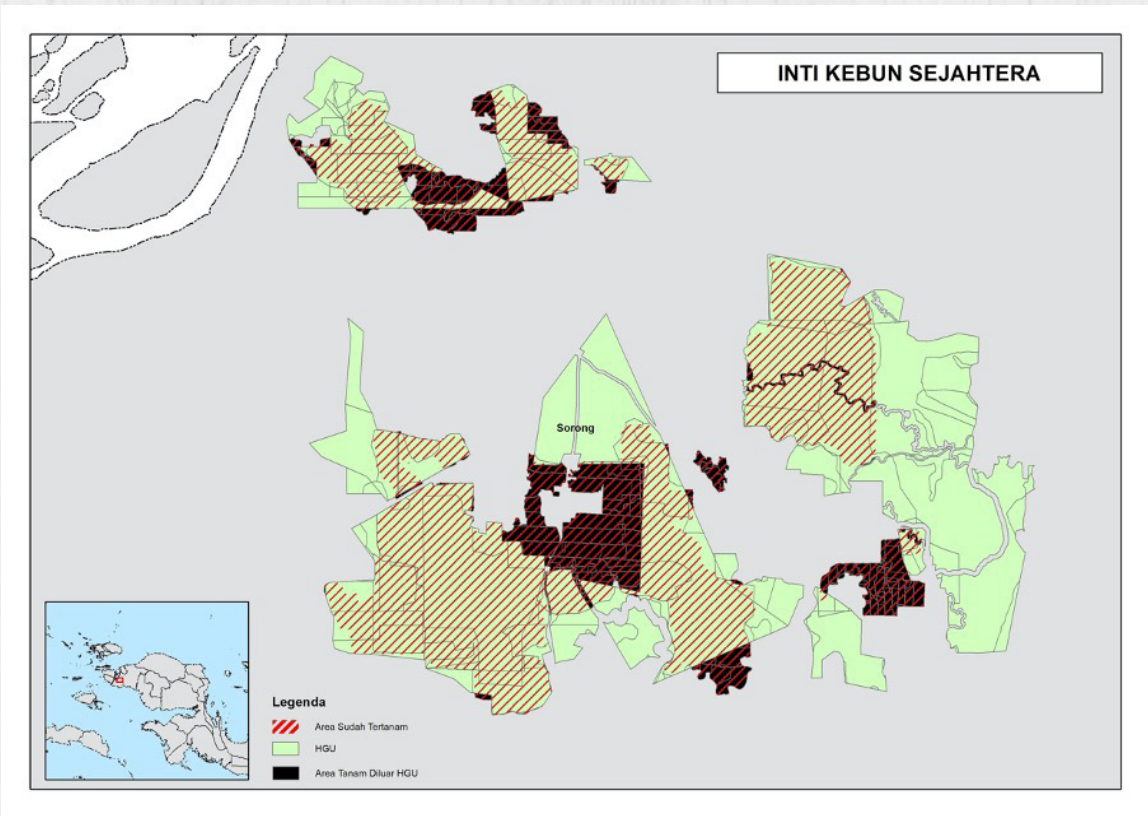 INTI KEBUN SEJAHTERA
Sorong
Legenda
Area Sudah Tertanam
HGU
Area Tanam Diluar HGU